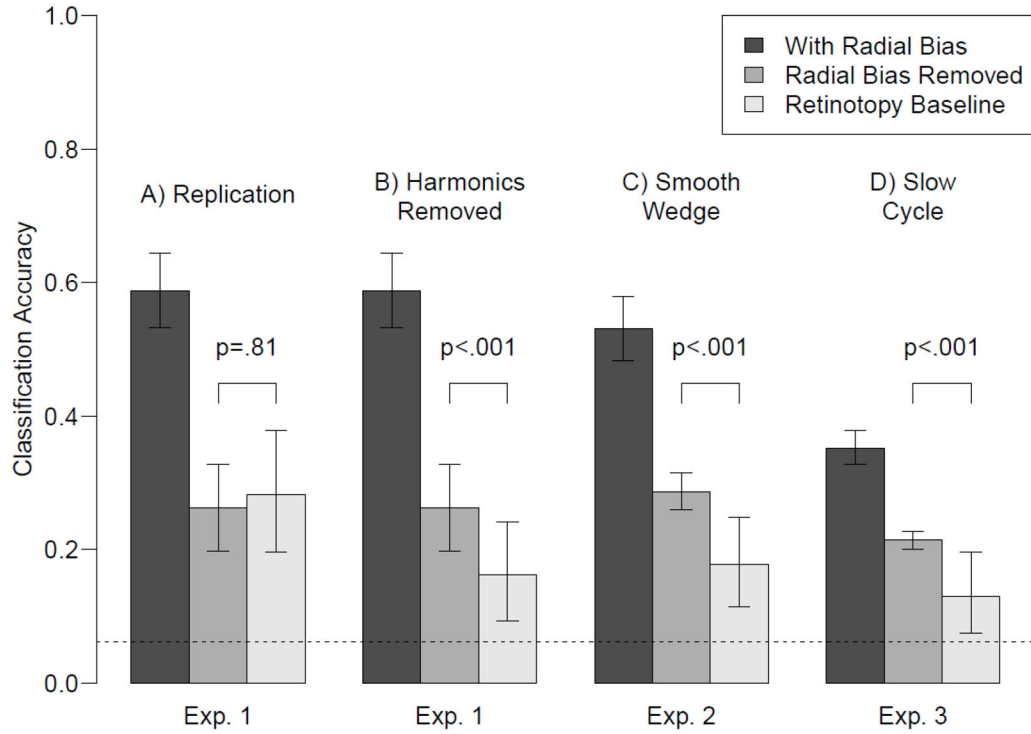 1.0
0.8
0.6
0.4
0.2
0.0
Classification Accuracy
With Radial Bias
Radial Bias Removed
Retinotopy Baseline
A) Replication
p=.81
Exp. 1
B) Harmonics
Removed
p<.001
Exp. 1
C) Smooth
Wedge
p<.001
Exp. 2
D) Slow
Cycle
p<.001
Exp. 3